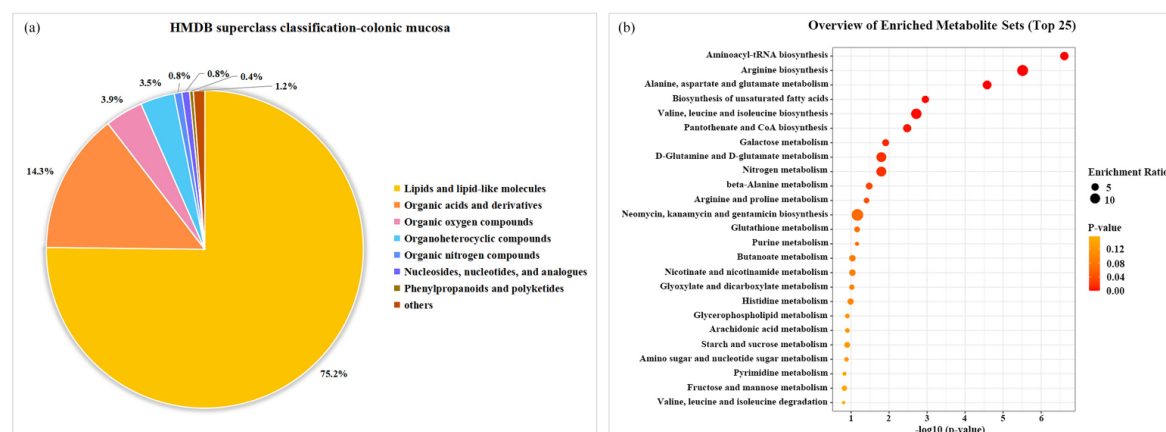 (a)
HMDB superclass classification-colonic mucosa
0.8%
0.8%
0.4%
3.5%
1.2%
3.9%
14.3%
75.2%
Lipids and lipid-like molecules
Organic acids and derivatives
Organic oxygen compounds
Organoheterocyclic compounds
Organic nitrogen compounds
Nucleosides, nucleotides, and analogues
Phenylpropanoids and polyketides
others
(b)
Overview of Enriched Metabolite Sets (Top 25)
Aminoacyl-tRNA biosynthesis
Arginine biosynthesis
Alanine, aspartate and glutamate metabolism
Biosynthesis of unsaturated fatty acids
Valine, leucine and isoleucine biosynthesis
Pantothenate and CoA biosynthesis
Galactose metabolism
D-Glutamine and D-glutamate metabolism
Nitrogen metabolism
beta-Alanine metabolism
Arginine and proline metabolism
Neomycin, kanamycin and gentamicin biosynthesis
Glutathione metabolism
Purine metabolism
Butanoate metabolism
Nicotinate and nicotinamide metabolism
Glyoxylate and dicarboxylate metabolism
Histidine metabolism
Glycerophospholipid metabolism
Arachidonic acid metabolism
Starch and sucrose metabolism
Amino sugar and nucleotide sugar metabolism
Pyrimidine metabolism
Fructose and mannose metabolism
Valine, leucine and isoleucine degradation
1 2 3 4 5 6
-log10 (p-value)
Enrichment Ratio
5
10
P-value
0.12
0.08
0.04
0.00